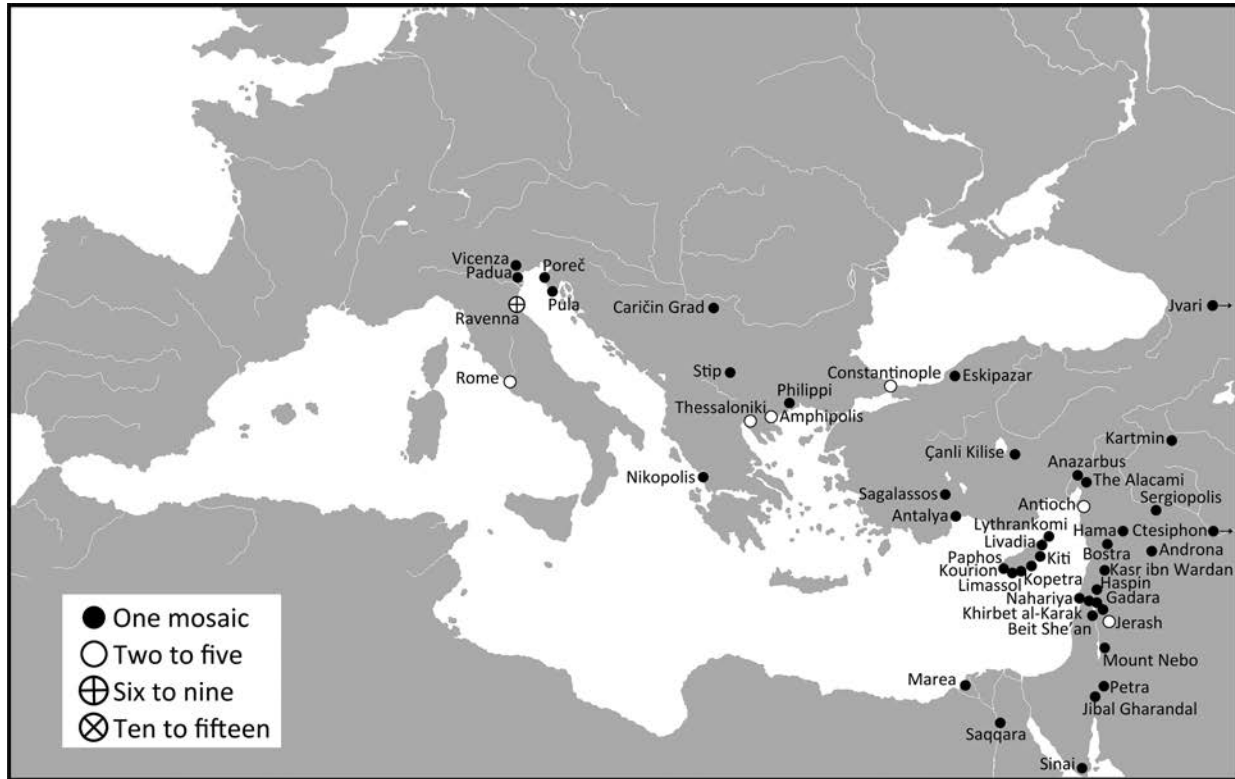 Vicenza
Padua
Poreč
Pula
Ravenna
Caričin Grad
Jvari →
Rome
Stip
Constantinople
Eskipazar
Philippi
Thessaloniki
Amphipolis
Kartmin
Çanli Kilise
Anazarbus
The Alacami
Nikopolis
Sagalassos
Sergiopolis
Antioch
Antalya
Lythrankomi
Hama
Ctesiphon →
Livadia
Bostra
Androna
Paphos
Kiti
Kourion
Kasr ibn Wardan
Limassol
Kopetra
Haspin
Nahariya
Gadara
Khirbet al-Karak
Jerash
Beit She'an
Mount Nebo
Marea
Petra
Jibal Gharandal
Saqqara
Sinai
One mosaic
Two to five
Six to nine
Ten to fifteen